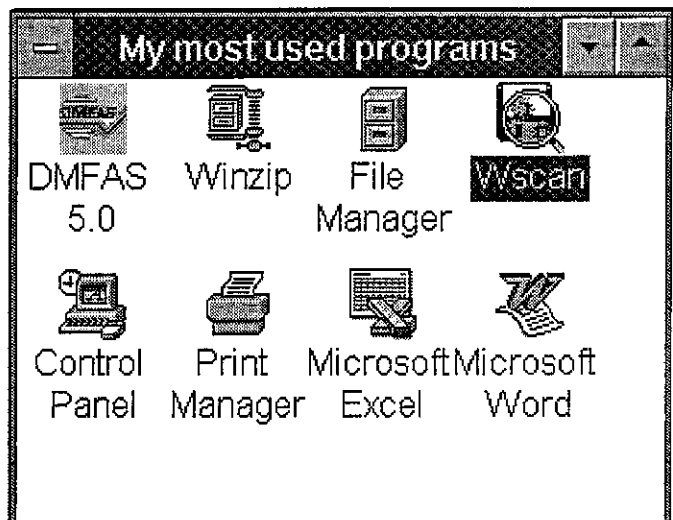 My most used programs
DMFAS Winzip File Wscan
5.0 Manager
Control Print Microsoft Microsoft
Panel Manager Excel Word